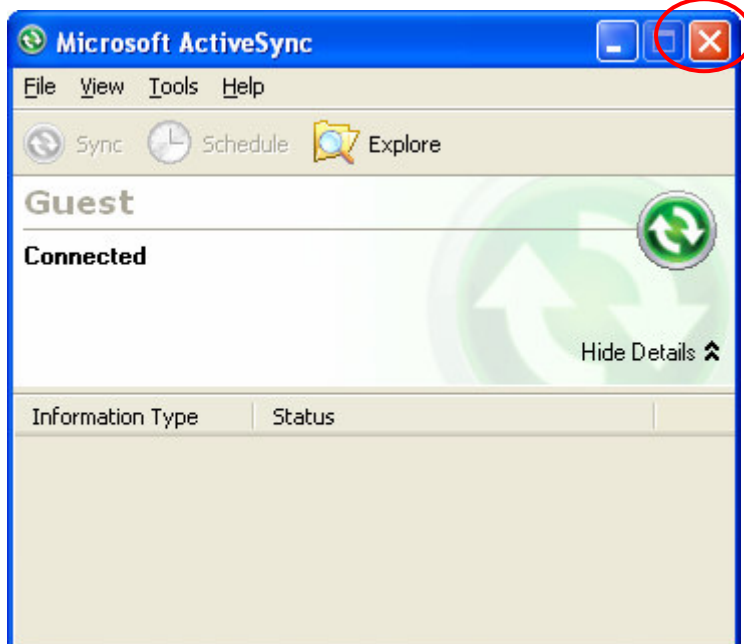 Microsoft ActiveSync
File View Tools Help
Sync Schedule Explore
Guest
Connected
Hide Details
Information Type Status